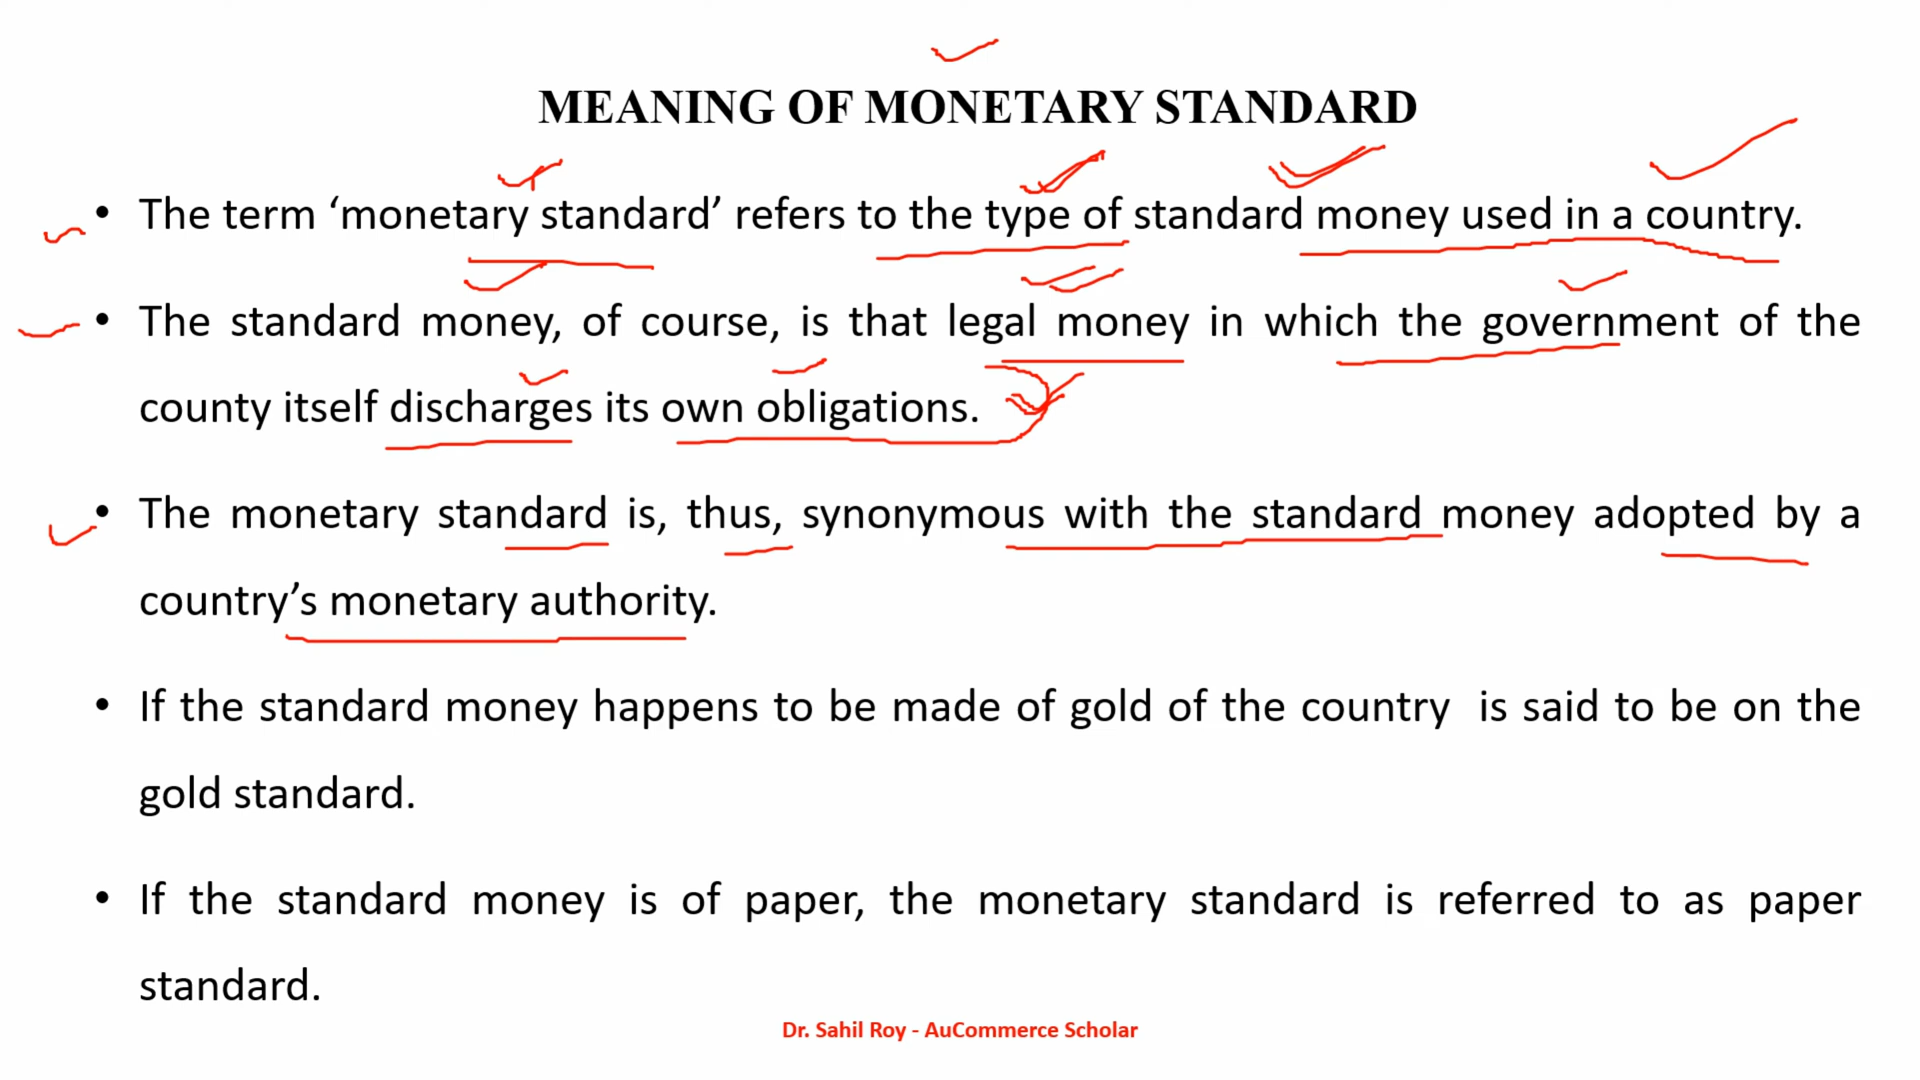 MEANING OF MONETARY STANDARD
• The term ‘monetary standard’ refers to the type of standard money used in a country.
• The standard money, of course, is that legal money in which the government of the
county itself discharges its own obligations.
• The monetary standard is, thus, synonymous with the standard money adopted by a
country’s monetary authority.
• If the standard money happens to be made of gold of the country is said to be on the
gold standard.
• If the standard money is of paper, the monetary standard is referred to as paper
standard.
Dr. Sahil Roy - AuCommerce Scholar